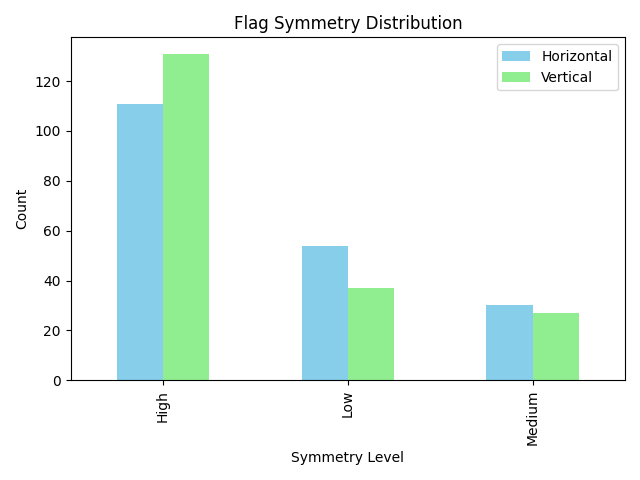 Flag Symmetry Distribution
Horizontal
Vertical
120
100
80
60
40
20
0
Count
High
Low
Medium
Symmetry Level